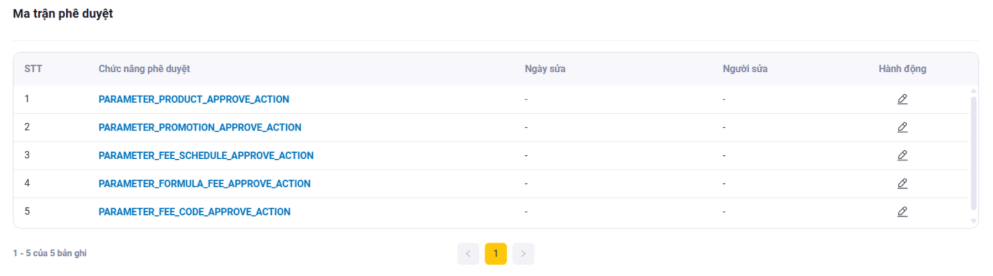 Ma trận phê duyệt
STT Chức năng phê duyệt Ngày sửa Người sửa Hành động
1 PARAMETER_PRODUCT_APPROVE_ACTION - -
2 PARAMETER_PROMOTION_APPROVE_ACTION - -
3 PARAMETER_FEE_SCHEDULE_APPROVE_ACTION - -
4 PARAMETER_FORMULA_FEE_APPROVE_ACTION - -
5 PARAMETER_FEE_CODE_APPROVE_ACTION - -
1 - 5 của 5 bản ghi < 1 >